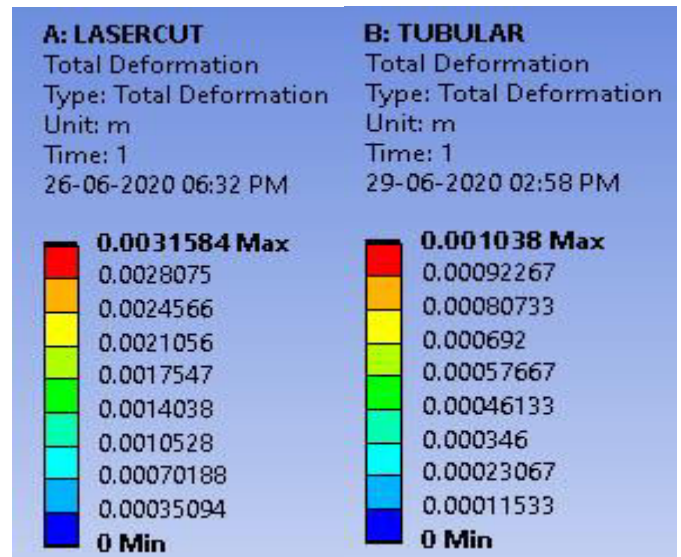 A: LASERCUT
Total Deformation
Type: Total Deformation
Unit: m
Time: 1
26-06-2020 06:32 PM
0.0031584 Max
0.0028075
0.0024566
0.0021056
0.0017547
0.0014038
0.0010528
0.00070188
0.00035094
0 Min
B: TUBULAR
Total Deformation
Type: Total Deformation
Unit: m
Time: 1
29-06-2020 02:58 PM
0.001038 Max
0.00092267
0.00080733
0.000692
0.00057667
0.00046133
0.000346
0.00023067
0.00011533
0 Min